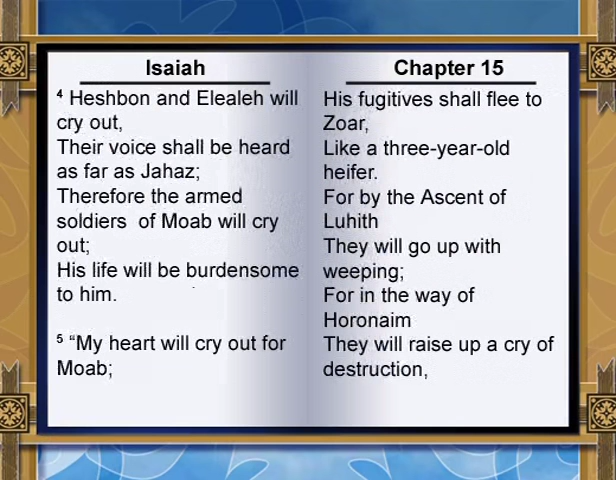 Isaiah
⁴ Heshbon and Elealeh will
cry out,
Their voice shall be heard
as far as Jahaz;
Therefore the armed
soldiers of Moab will cry
out;
His life will be burdensome
to him.
⁵ “My heart will cry out for
Moab;
Chapter 15
His fugitives shall flee to
Zoar,
Like a three-year-old
heifer.
For by the Ascent of
Luhith
They will go up with
weeping;
For in the way of
Horonaim
They will raise up a cry of
destruction,